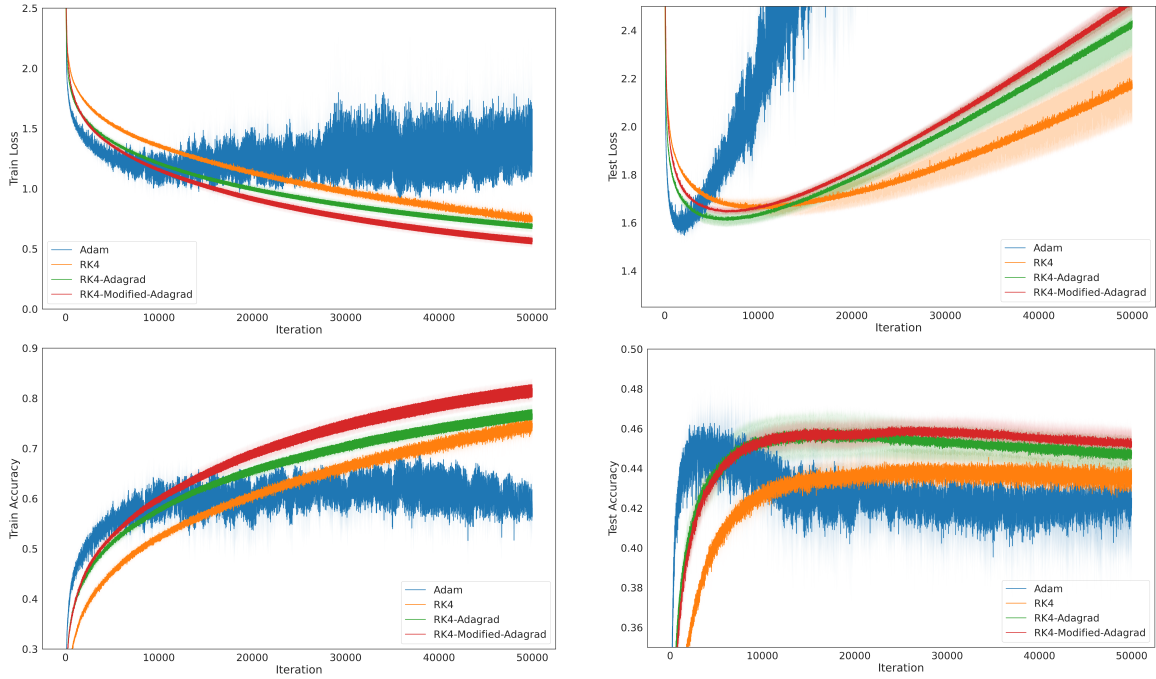 2.5
2.0
1.5
1.0
0.5
0.0
Train Loss
Adam
RK4
RK4-Adagrad
RK4-Modified-Adagrad
0 10000 20000 30000 40000 50000
Iteration
2.4
2.2
2.0
1.8
1.6
1.4
Test Loss
Adam
RK4
RK4-Adagrad
RK4-Modified-Adagrad
0 10000 20000 30000 40000 50000
Iteration
0.9
0.8
0.7
0.6
0.5
0.4
0.3
Train Accuracy
Adam
RK4
RK4-Adagrad
RK4-Modified-Adagrad
0 10000 20000 30000 40000 50000
Iteration
0.50
0.48
0.46
0.44
0.42
0.40
0.38
0.36
Test Accuracy
Adam
RK4
RK4-Adagrad
RK4-Modified-Adagrad
0 10000 20000 30000 40000 50000
Iteration